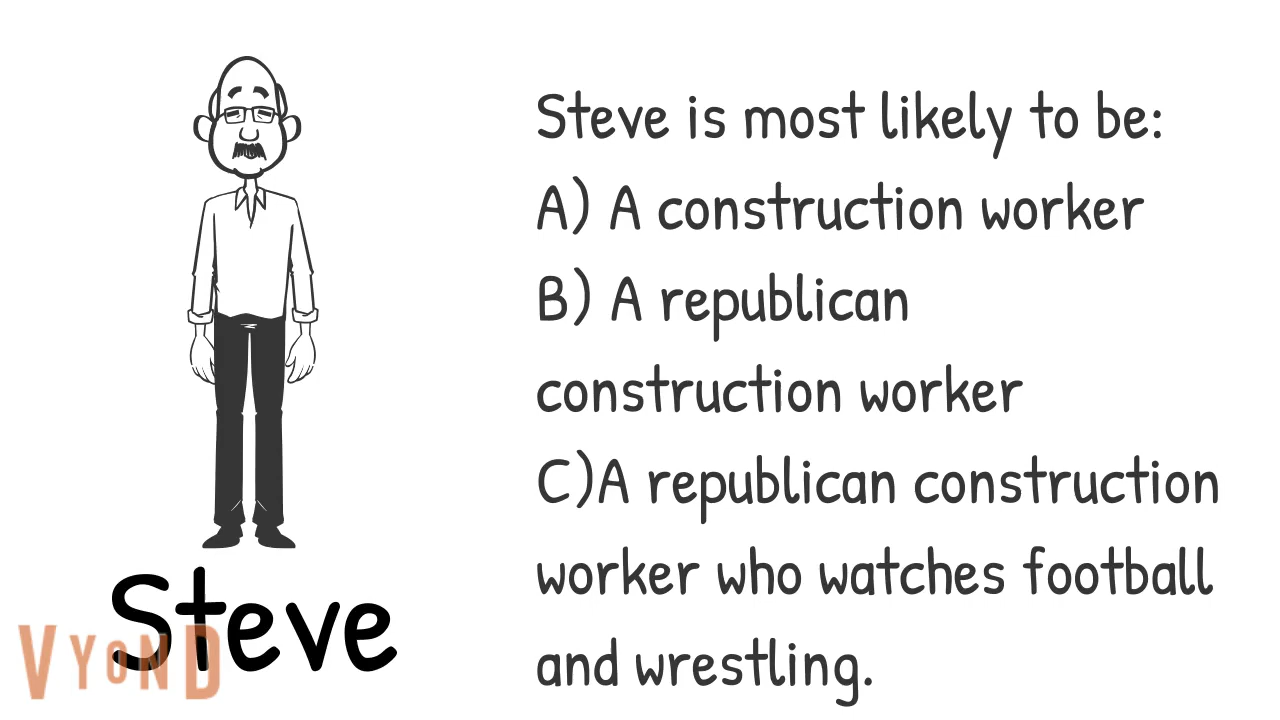 Steve is most likely to be:
A) A construction worker
B) A republican
construction worker
C)A republican construction
worker who watches football
and wrestling.
Steve
VYOND